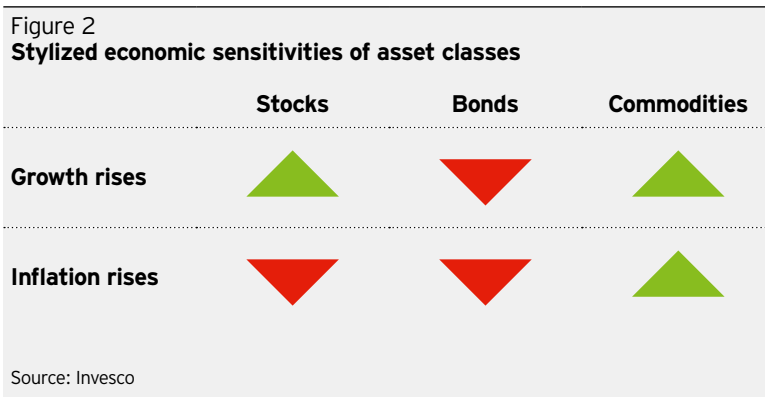 Figure 2
Stylized economic sensitivities of asset classes
Stocks Bonds Commodities
Growth rises
Inflation rises
Source: Invesco